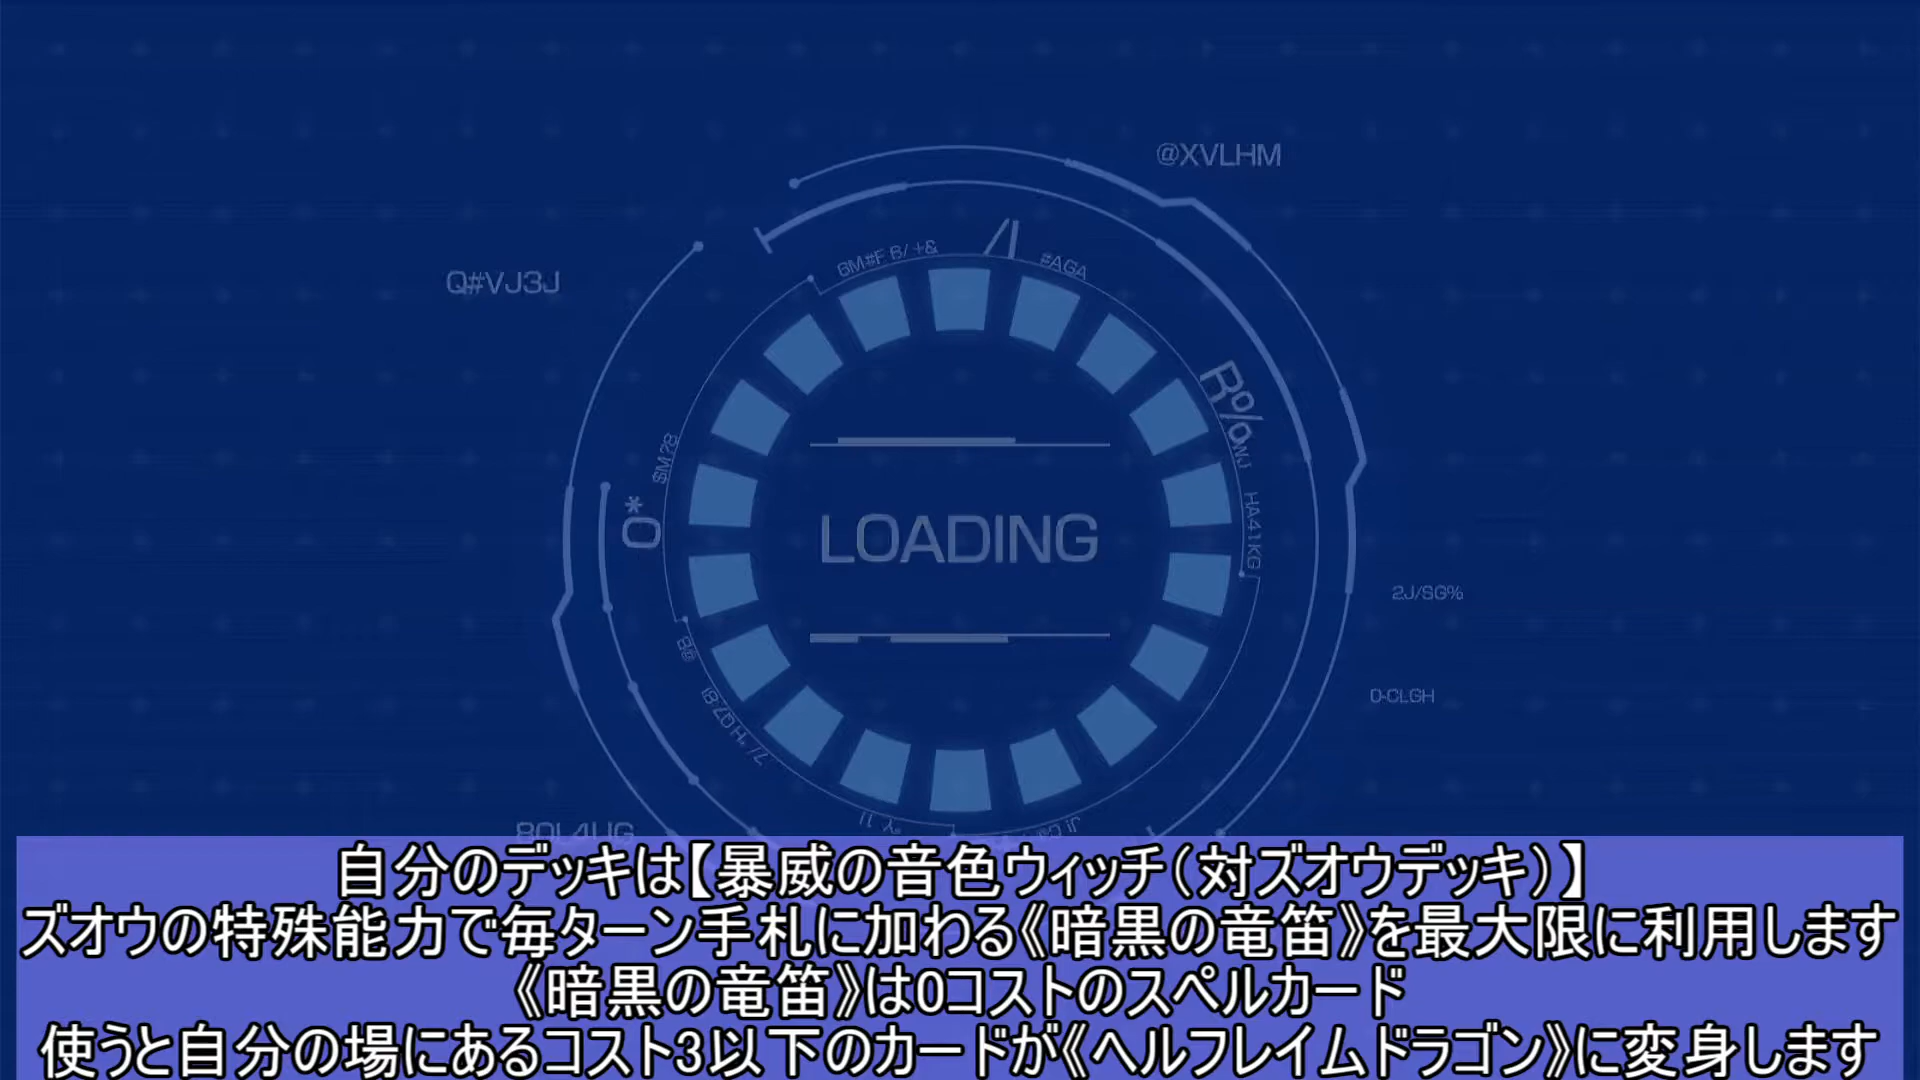 @XVLHM
Q#VJ3J
6M#F B/ +&
#AGA
R%
NJ
$M?8
0*
HA41KG
LOADING
2J/SG%
B@
0-CLGH
8QL4UG
自分のデッキは【暴威の音色ウィッチ（対ズオウデッキ）】
ズオウの特殊能力で毎ターン手札に加わる《暗黒の竜笛》を最大限に利用します
《暗黒の竜笛》は0コストのスペルカード
使うと自分の場にあるコスト3以下のカードが《ヘルフレイムドラゴン》に変身します